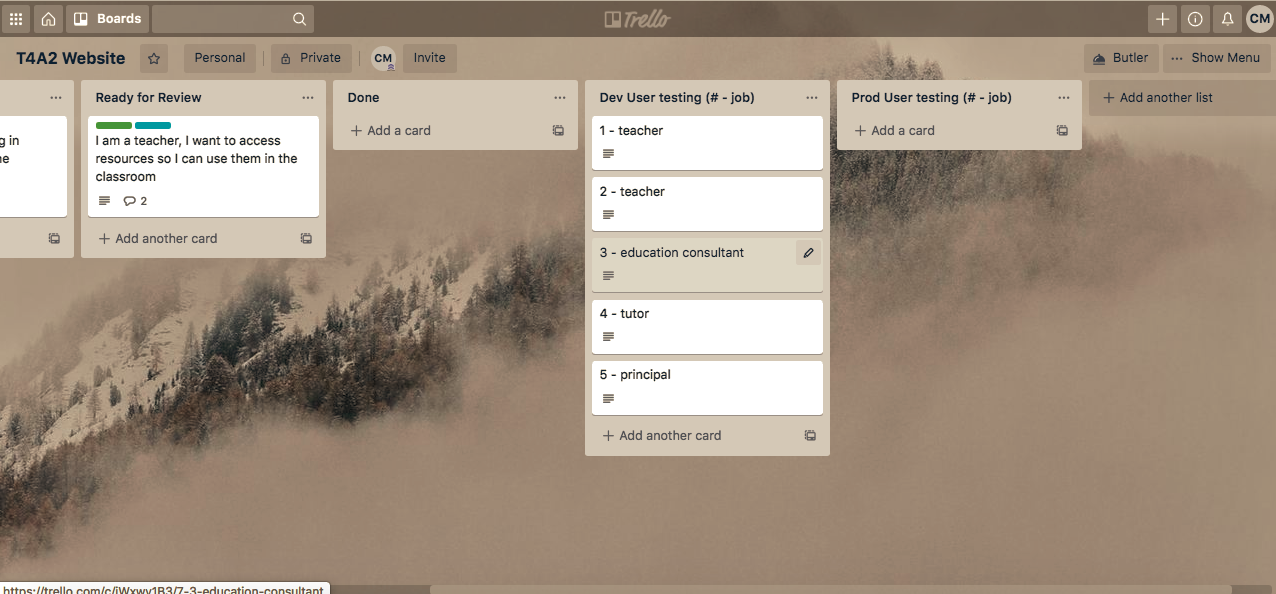 Boards
Trello
CM
T4A2 Website
Personal
Private
CM
Invite
Butler
Show Menu
g in
e
Ready for Review
I am a teacher, I want to access
resources so I can use them in the
classroom
2
Add another card
Done
Add a card
Dev User testing (# - job)
1 - teacher
2 - teacher
3 - education consultant
4 - tutor
5 - principal
Add another card
Prod User testing (# - job)
Add a card
Add another list
https://trello.com/c/jWxwy1B3/7-3-education-consultant